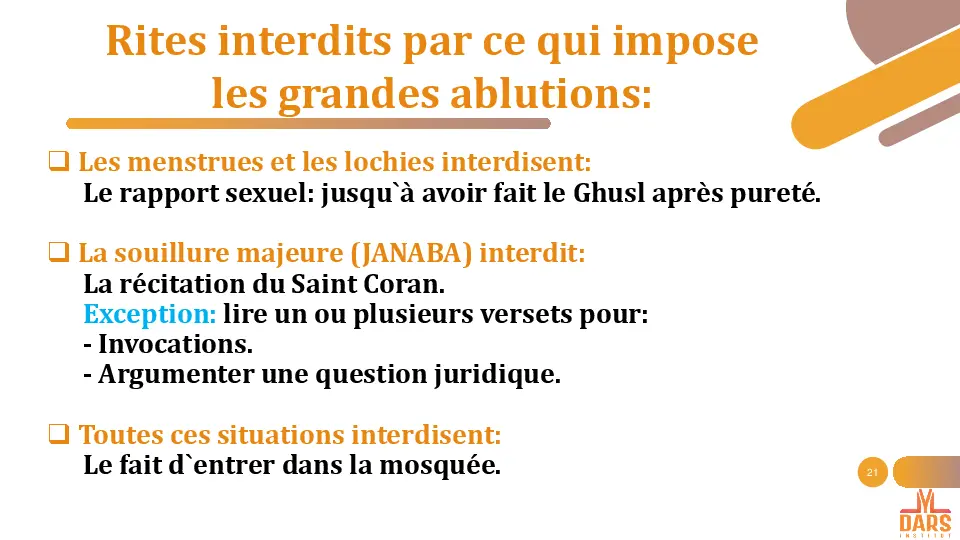 Rites interdits par ce qui impose
les grandes ablutions:
Les menstrues et les lochies interdisent:
Le rapport sexuel: jusqu`à avoir fait le Ghusl après pureté.
La souillure majeure (JANABA) interdit:
La récitation du Saint Coran.
Exception: lire un ou plusieurs versets pour:
- Invocations.
- Argumenter une question juridique.
Toutes ces situations interdisent:
Le fait d`entrer dans la mosquée.
21
DARS
INSTITUT